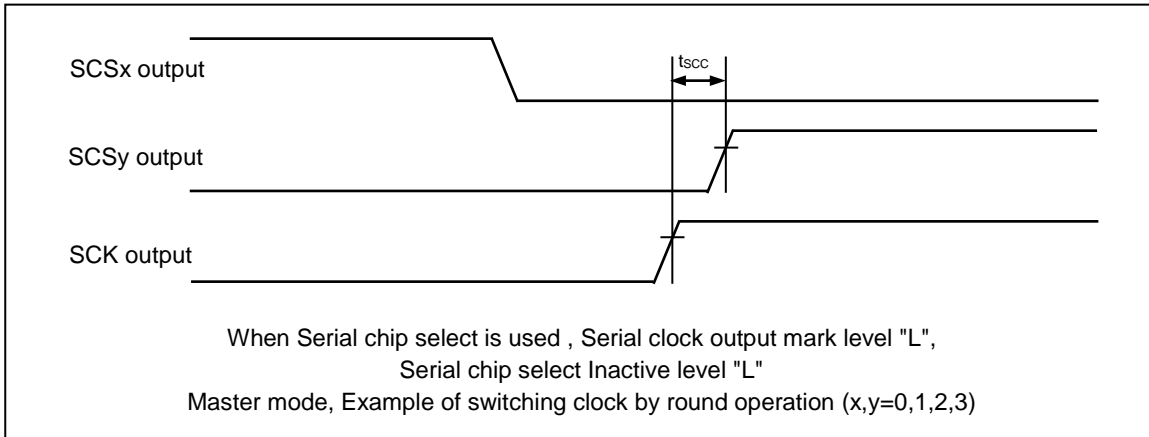 tSCC
SCSx output
SCSy output
SCK output
When Serial chip select is used , Serial clock output mark level "L",
Serial chip select Inactive level "L"
Master mode, Example of switching clock by round operation (x,y=0,1,2,3)